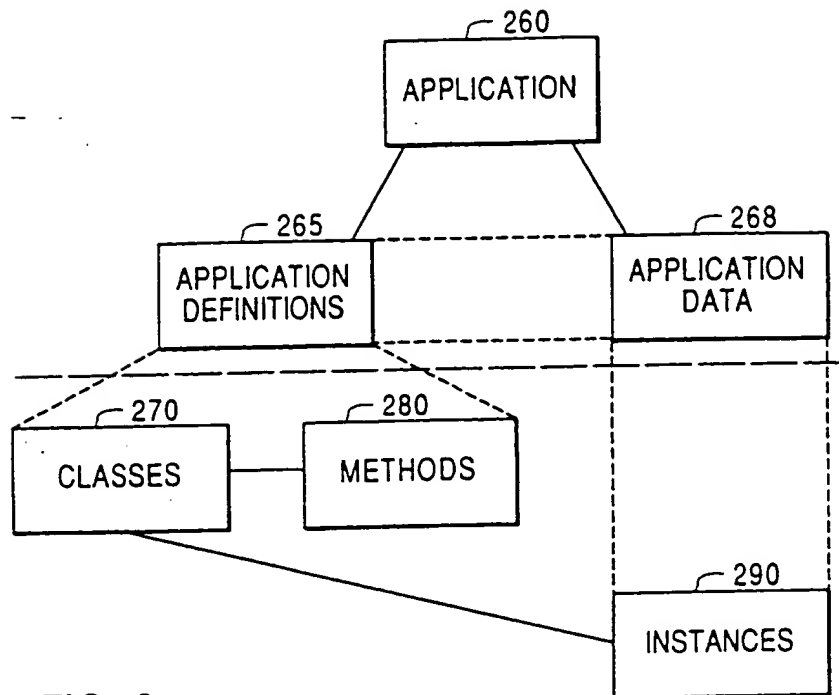 260
APPLICATION
265
268
APPLICATION
DEFINITIONS
APPLICATION
DATA
270
280
CLASSES
METHODS
290
INSTANCES